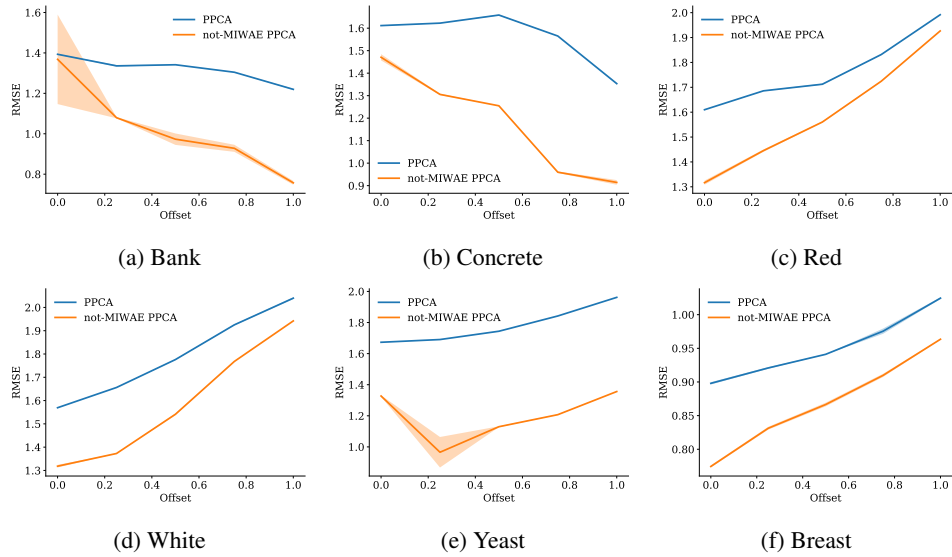 1.6
1.4
1.2
1.0
0.8
RMSE
PPCA
not-MIWAE PPCA
0.0 0.2 0.4 0.6 0.8 1.0
Offset
(a) Bank
1.6
1.5
1.4
1.3
1.2
1.1
1.0
0.9
RMSE
PPCA
not-MIWAE PPCA
0.0 0.2 0.4 0.6 0.8 1.0
Offset
(b) Concrete
2.0
1.9
1.8
1.7
1.6
1.5
1.4
1.3
RMSE
PPCA
not-MIWAE PPCA
0.0 0.2 0.4 0.6 0.8 1.0
Offset
(c) Red
2.0
1.9
1.8
1.7
1.6
1.5
1.4
1.3
RMSE
PPCA
not-MIWAE PPCA
0.0 0.2 0.4 0.6 0.8 1.0
Offset
(d) White
2.0
1.8
1.6
1.4
1.2
1.0
RMSE
PPCA
not-MIWAE PPCA
0.0 0.2 0.4 0.6 0.8 1.0
Offset
(e) Yeast
1.00
0.95
0.90
0.85
0.80
RMSE
PPCA
not-MIWAE PPCA
0.0 0.2 0.4 0.6 0.8 1.0
Offset
(f) Breast